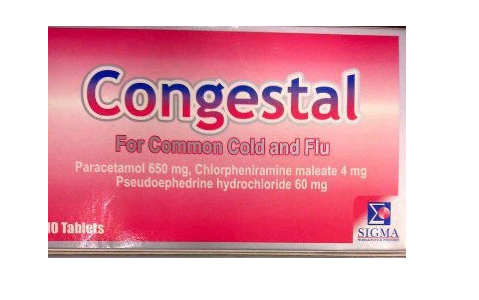 Congestal
For Common Cold and Flu
Paracetamol 650 mg, Chlorpheniramine maleate 4 mg
Pseudoephedrine hydrochloride 60 mg
10 Tablets
SIGMA